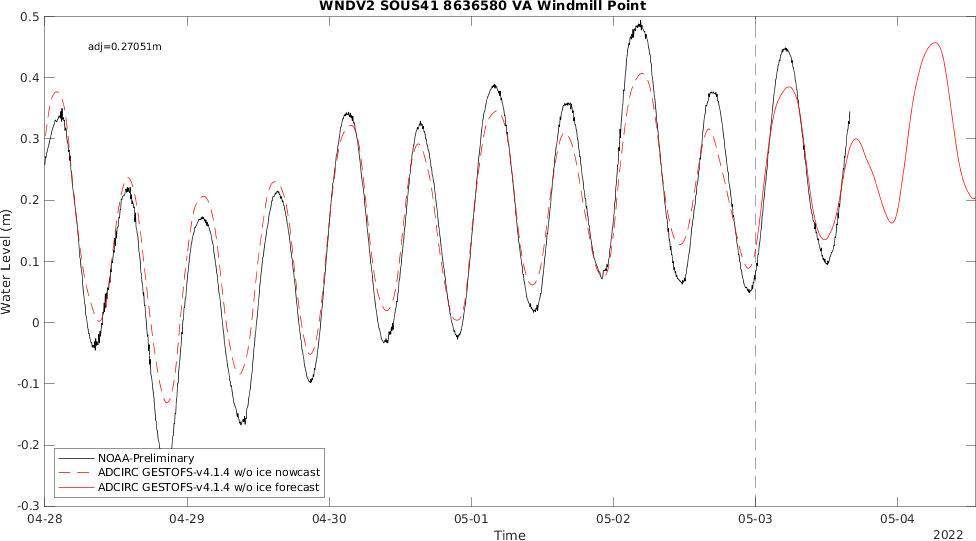 WNDV2 SOUS41 8636580 VA Windmill Point
adj=0.27051m
0.5
0.4
0.3
0.2
0.1
0
-0.1
-0.2
-0.3
Water Level (m)
NOAA-Preliminary
ADCIRC GESTOFS-v4.1.4 w/o ice nowcast
ADCIRC GESTOFS-v4.1.4 w/o ice forecast
04-28 04-29 04-30 05-01 05-02 05-03 05-04
Time
2022